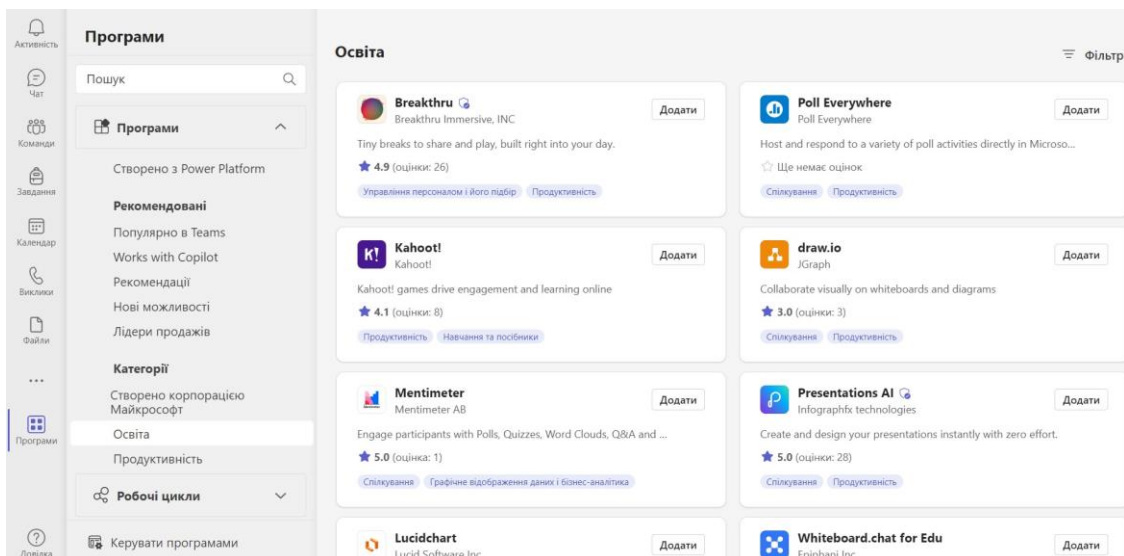 Активність
Чат
Команди
Завдання
Календар
Виклики
Файли
...
Програми
Довідка
Програми
Пошук
Програми
Створено з Power Platform
Рекомендовані
Популярно в Teams
Works with Copilot
Рекомендації
Нові можливості
Лідери продажів
Категорії
Створено корпорацією
Майкрософт
Освіта
Продуктивність
Робочі цикли
Керувати програмами
Освіта
Фільтр
Breakthru
Breakthru Immersive, INC
Додати
Tiny breaks to share and play, built right into your day.
4.9 (оцінки: 26)
Управління персоналом і його підбір Продуктивність
Poll Everywhere
Poll Everywhere
Додати
Host and respond to a variety of poll activities directly in Microso...
Ще немає оцінок
Спілкування Продуктивність
K!
Kahoot!
Kahoot!
Додати
Kahoot! games drive engagement and learning online
4.1 (оцінки: 8)
Продуктивність Навчання та посібники
draw.io
JGraph
Додати
Collaborate visually on whiteboards and diagrams
3.0 (оцінки: 3)
Спілкування Продуктивність
Mentimeter
Mentimeter AB
Додати
Engage participants with Polls, Quizzes, Word Clouds, Q&A and ...
5.0 (оцінка: 1)
Спілкування Графічне відображення даних і бізнес-аналітика
Presentations AI
Infographfx technologies
Додати
Create and design your presentations instantly with zero effort.
5.0 (оцінки: 28)
Спілкування Продуктивність
Lucidchart
Lucid Software Inc
Додати
Whiteboard.chat for Edu
Epiphani Inc
Додати